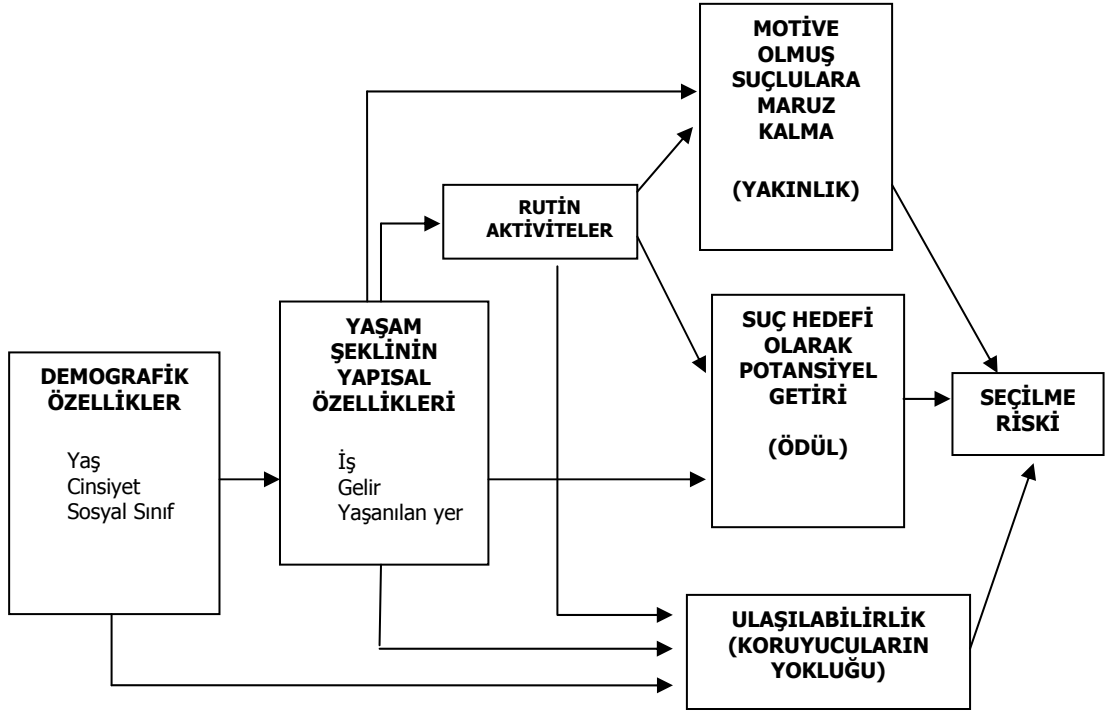 DEMOGRAFİK
ÖZELLİKLER
Yaş
Cinsiyet
Sosyal Sınıf
YAŞAM
ŞEKLİNİN
YAPISAL
ÖZELLİKLERİ
İş
Gelir
Yaşanılan yer
RUTİN
AKTİVİTELER
MOTİVE
OLMUŞ
SUÇLULARA
MARUZ
KALMA
(YAKINLIK)
SUÇ HEDEFİ
OLARAK
POTANSİYEL
GETİRİ
(ÖDÜL)
ULAŞILABİLİRLİK
(KORUYUCULARIN
YOKLUĞU)
SEÇİLME
RİSKİ